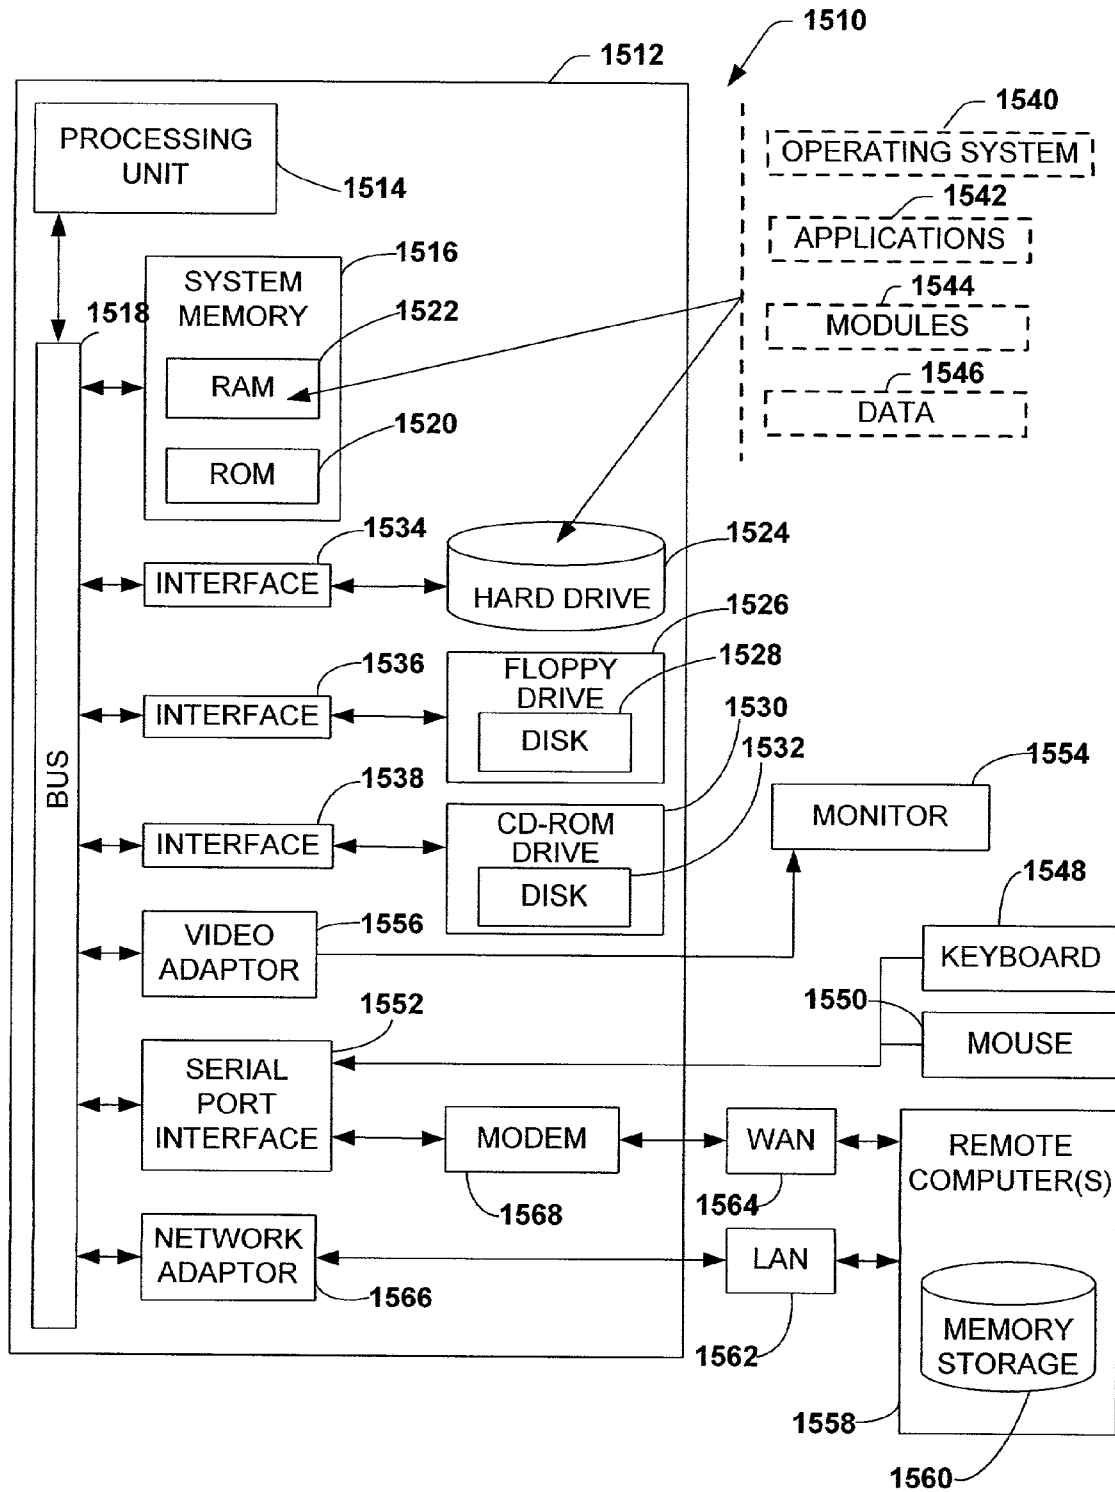 1510
1512
PROCESSING
UNIT
1514
1540
OPERATING SYSTEM
1542
APPLICATIONS
1544
MODULES
1546
DATA
1516
SYSTEM
MEMORY
1518
1522
RAM
1520
ROM
1534
INTERFACE
1524
HARD DRIVE
1526
1536
INTERFACE
FLOPPY
DRIVE
1528
DISK
1530
1532
BUS
1538
INTERFACE
CD-ROM
DRIVE
DISK
1554
MONITOR
1556
VIDEO
ADAPTOR
1548
KEYBOARD
1550
MOUSE
1552
SERIAL
PORT
INTERFACE
MODEM
1568
WAN
1564
REMOTE
COMPUTER(S)
NETWORK
ADAPTOR
1566
LAN
1562
MEMORY
STORAGE
1558
1560